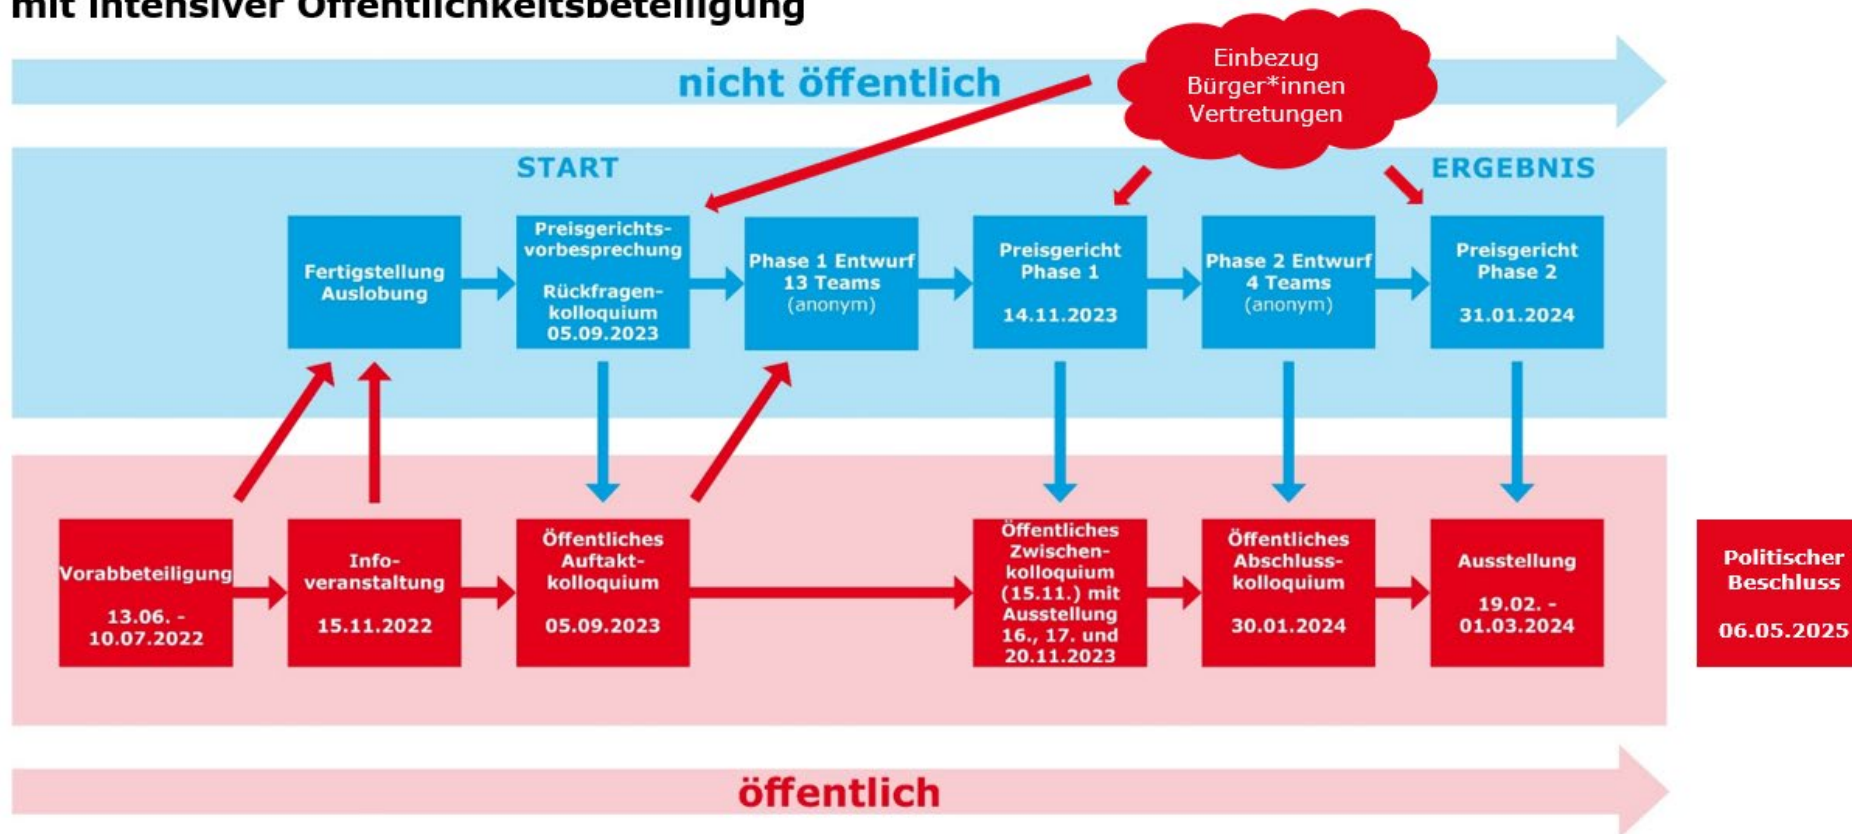 mit intensiver Öffentlichkeitsbeteiligung
nicht öffentlich
Einbezug
Bürger*innen
Vertretungen
START
ERGEBNIS
Fertigstellung
Auslobung
Preisgerichts-
vorbesprechung
Rückfragen-
kolloquium
05.09.2023
Phase 1 Entwurf
13 Teams
(anonym)
Preisgericht
Phase 1
14.11.2023
Phase 2 Entwurf
4 Teams
(anonym)
Preisgericht
Phase 2
31.01.2024
Vorabbeteiligung
13.06. -
10.07.2022
Info-
veranstaltung
15.11.2022
Öffentliches
Auftakt-
kolloquium
05.09.2023
Öffentliches
Zwischen-
kolloquium
(15.11.) mit
Ausstellung
16., 17. und
20.11.2023
Öffentliches
Abschluss-
kolloquium
30.01.2024
Ausstellung
19.02. -
01.03.2024
Politischer
Beschluss
06.05.2025
öffentlich